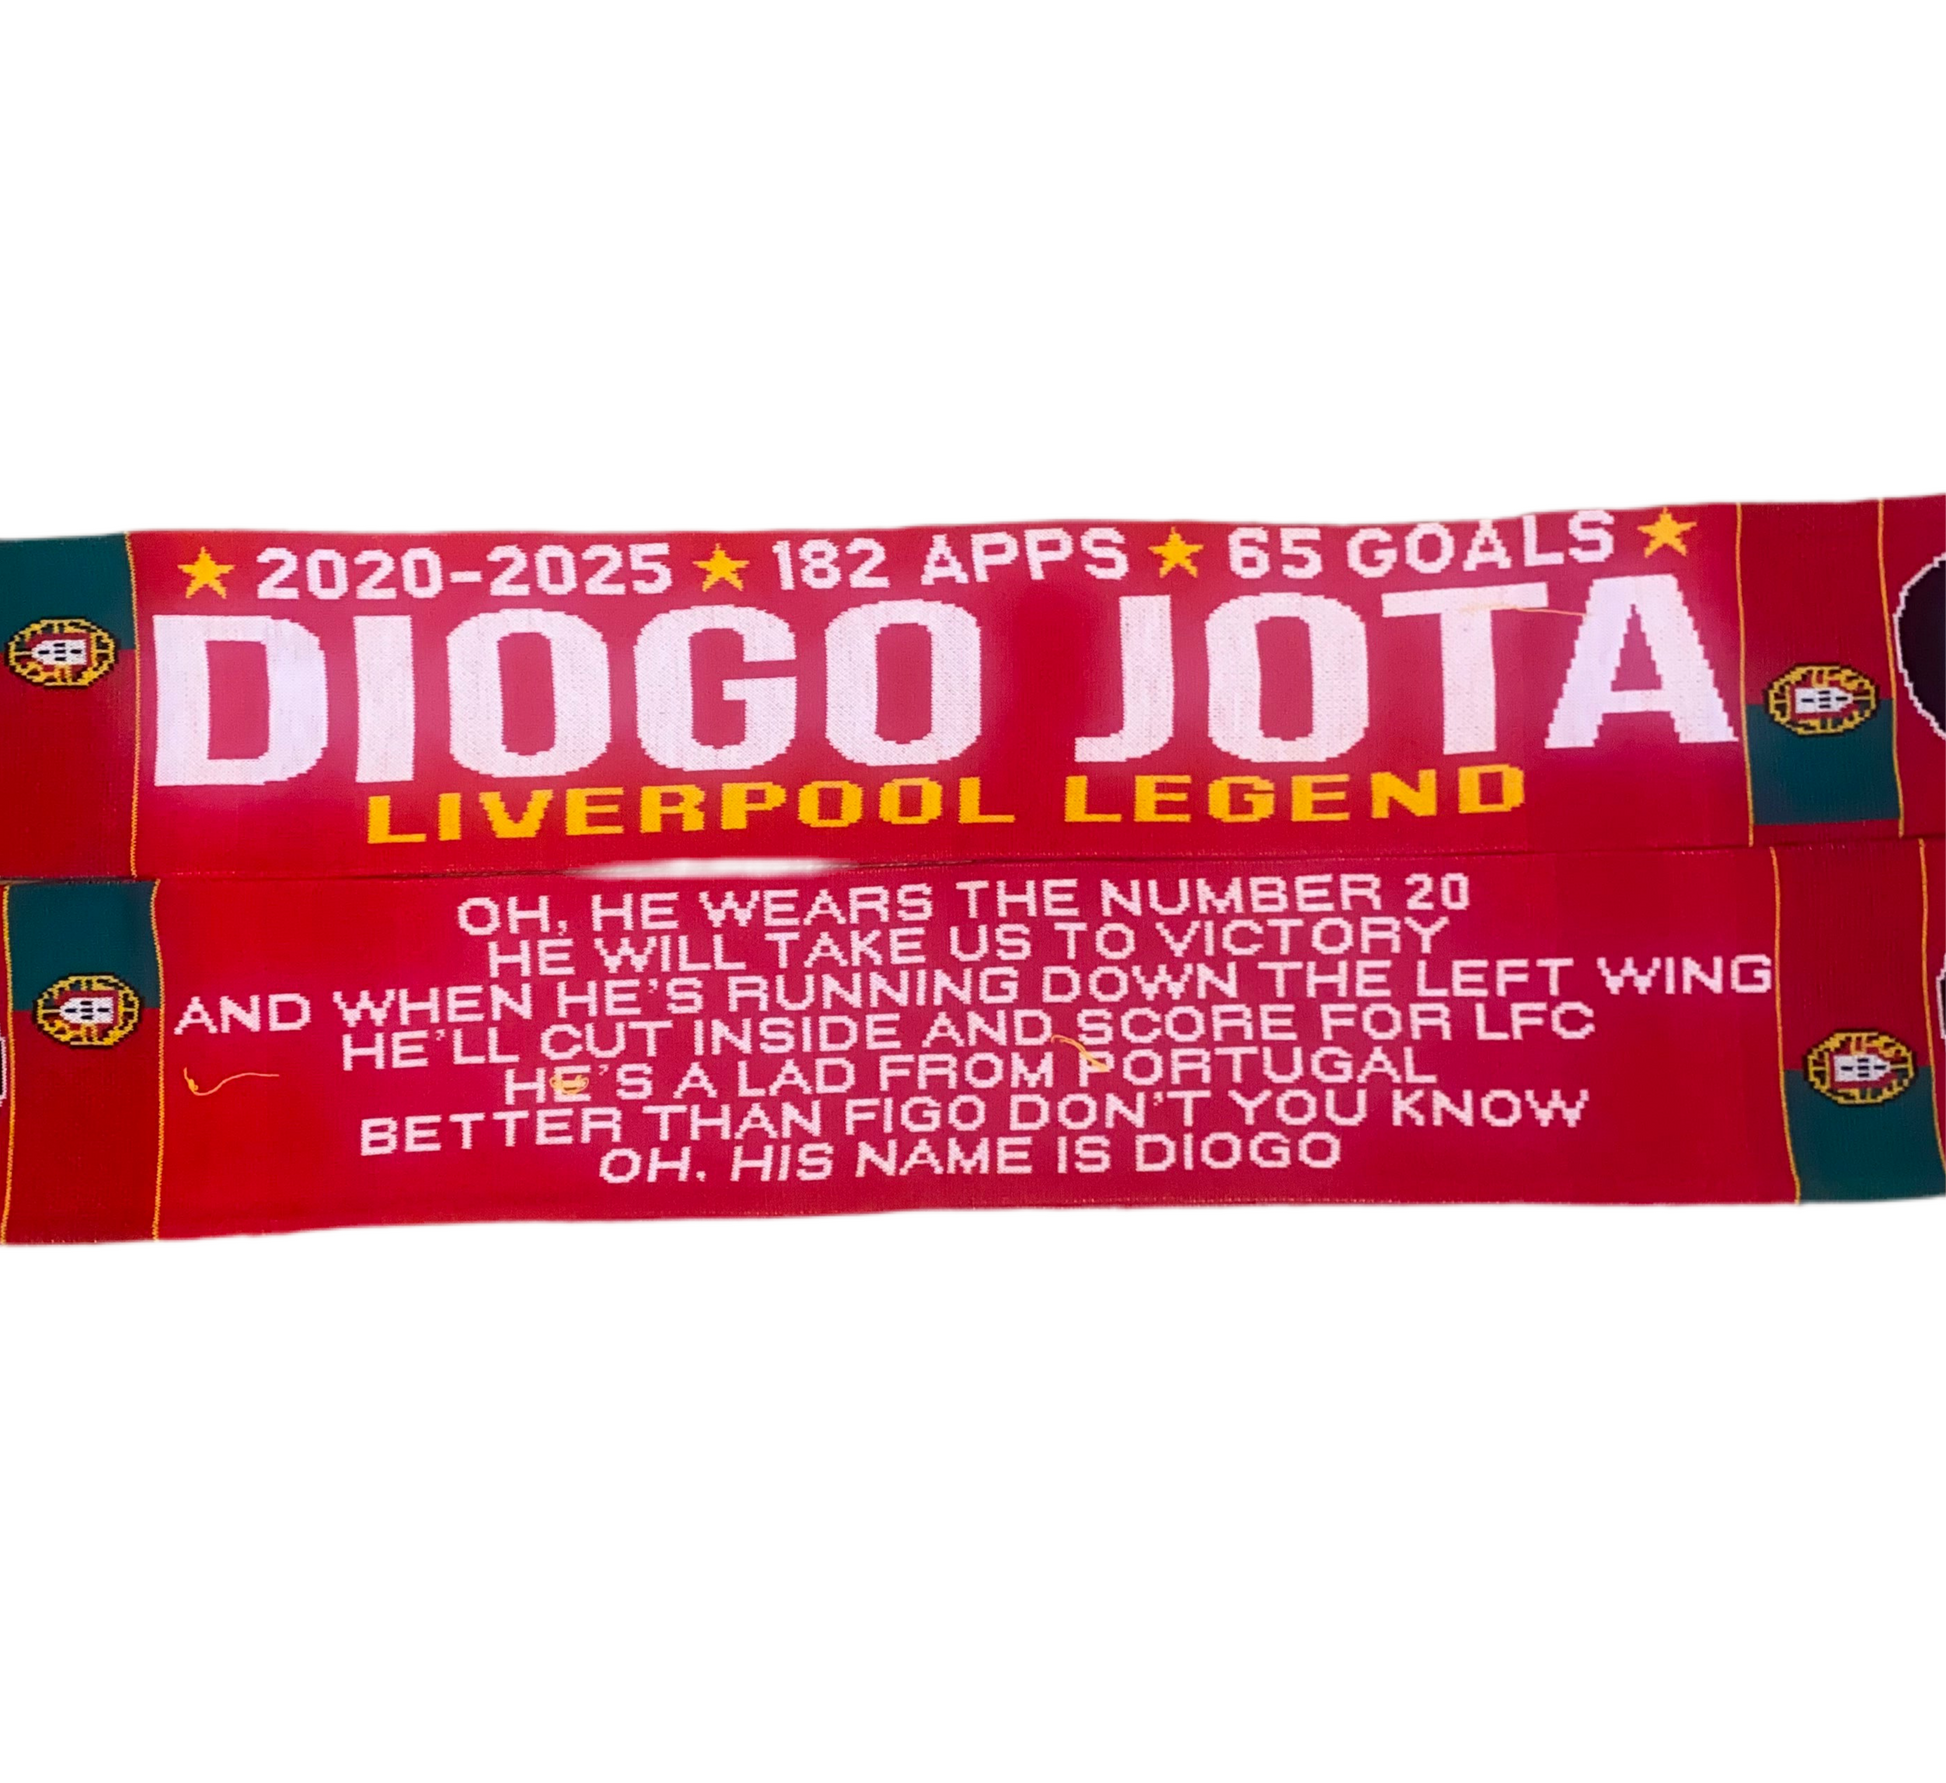 ★ 2020-2025 ★ 182 APPS ★ 65 GOALS ★
DIOGO JOTA
LIVERPOOL LEGEND
OH, HE WEARS THE NUMBER 20
HE WILL TAKE US TO VICTORY
AND WHEN HE'S RUNNING DOWN THE LEFT WING
HE'LL CUT INSIDE AND SCORE FOR LFC
HE'S A LAD FROM PORTUGAL
BETTER THAN FIGO DON'T YOU KNOW
OH, HIS NAME IS DIOGO